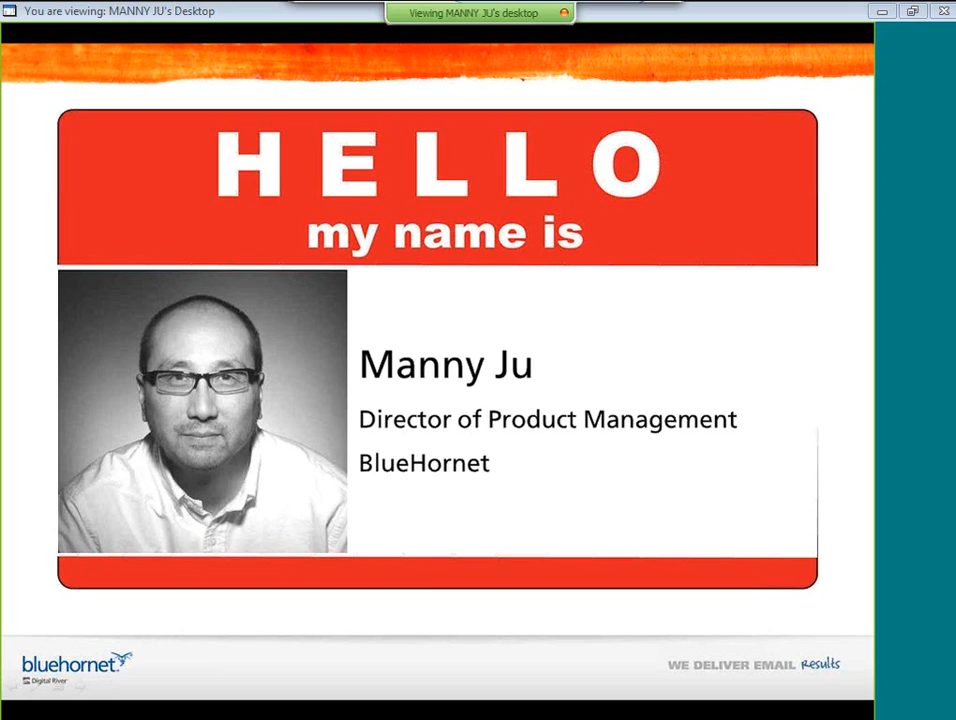 You are viewing: MANNY JU's Desktop
Viewing MANNY JU's desktop
HELLO
my name is
Manny Ju
Director of Product Management
BlueHornet
bluehornet
Digital River
WE DELIVER EMAIL Results